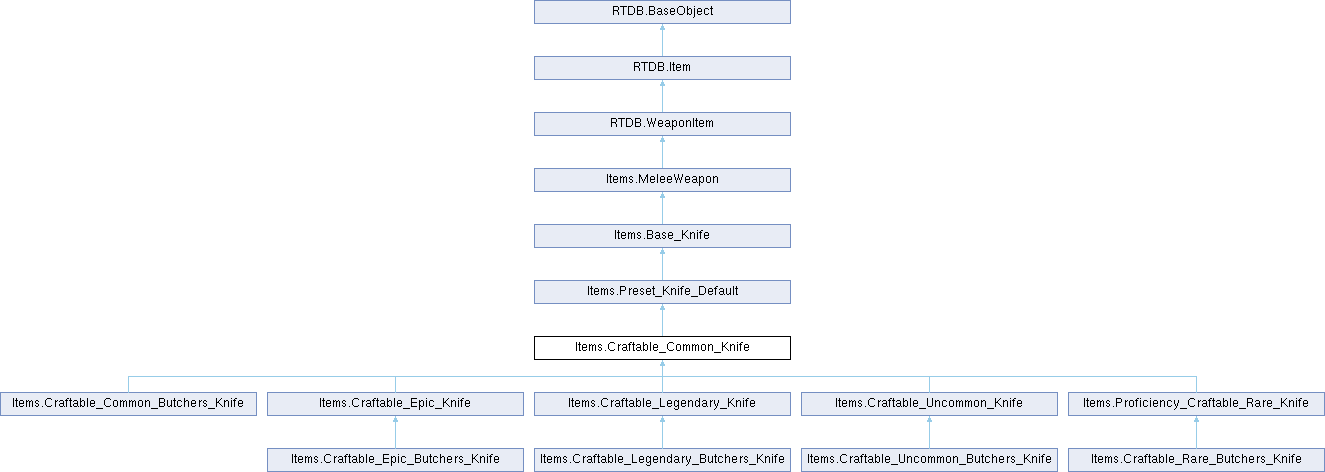 RTDB.BaseObject
RTDB.Item
RTDB.WeaponItem
Items.MeleeWeapon
Items.Base_Knife
Items.Preset_Knife_Default
Items.Craftable_Common_Knife
Items.Craftable_Common_Butchers_Knife
Items.Craftable_Epic_Knife
Items.Craftable_Legendary_Knife
Items.Craftable_Uncommon_Knife
Items.Proficiency_Craftable_Rare_Knife
Items.Craftable_Epic_Butchers_Knife
Items.Craftable_Legendary_Butchers_Knife
Items.Craftable_Uncommon_Butchers_Knife
Items.Craftable_Rare_Butchers_Knife